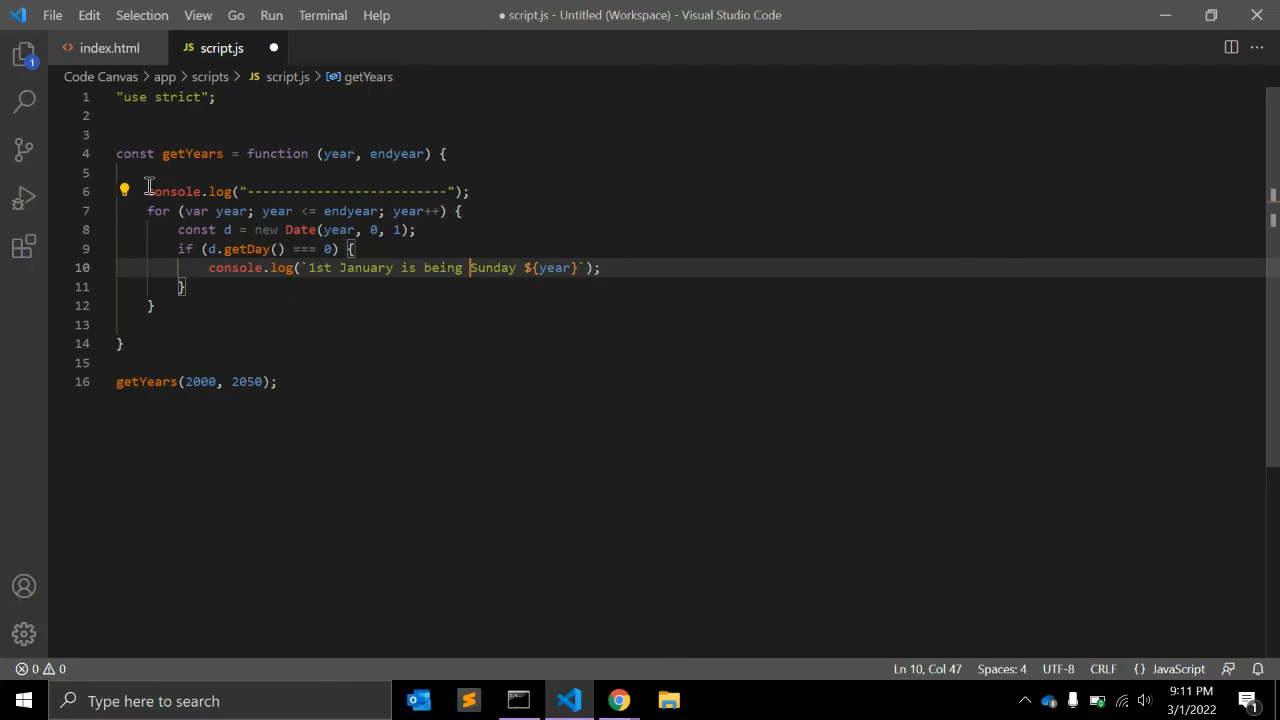 File Edit Selection View Go Run Terminal Help ● script.js - Untitled (Workspace) - Visual Studio Code
<> index.html JS script.js ●
1
Code Canvas > app > scripts > JS script.js > getYears
1 "use strict";
2
3
4 const getYears = function (year, endyear) {
5
6 console.log("--------------------------");
7 for (var year; year <= endyear; year++) {
8 const d = new Date(year, 0, 1);
9 if (d.getDay() === 0) {
10 console.log(`1st January is being Sunday ${year}`);
11 }
12 }
13
14 }
15
16 getYears(2000, 2050);
0 0 Ln 10, Col 47 Spaces: 4 UTF-8 CRLF {} JavaScript
Type here to search
9:11 PM
3/1/2022
1